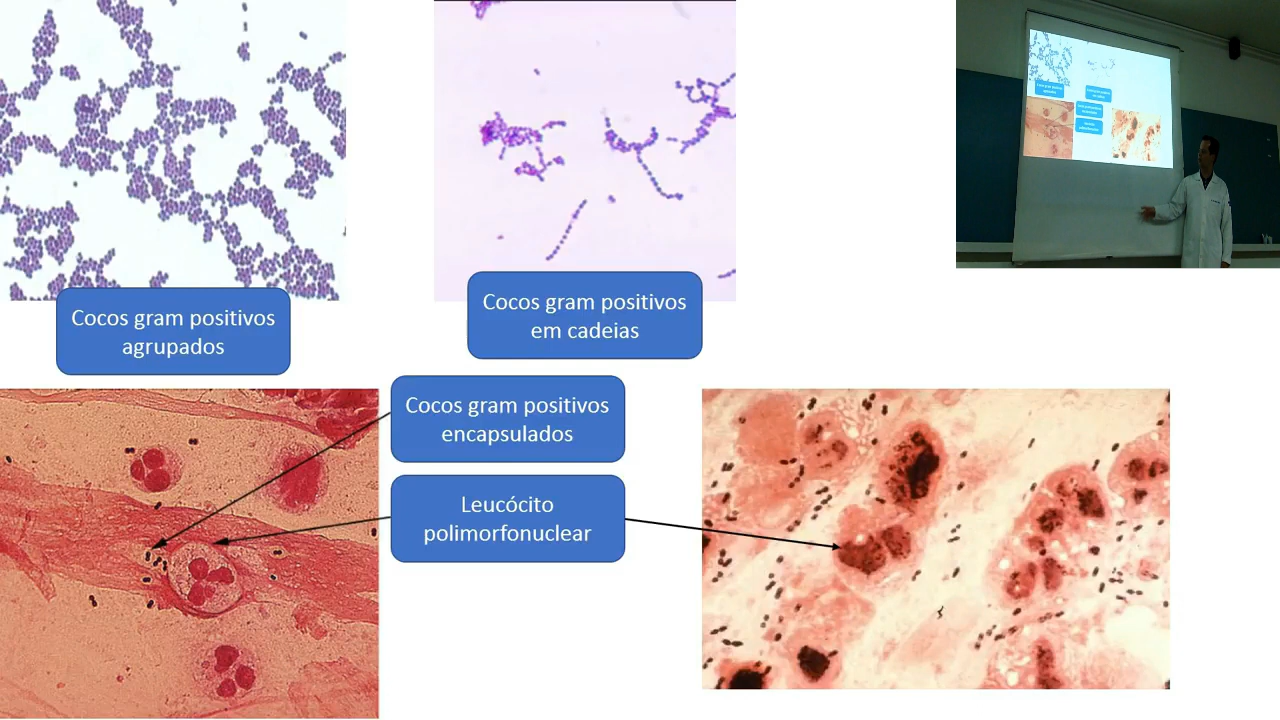 Cocos gram positivos
agrupados
Cocos gram positivos
em cadeias
Cocos gram positivos
encapsulados
Leucócito
polimorfonuclear